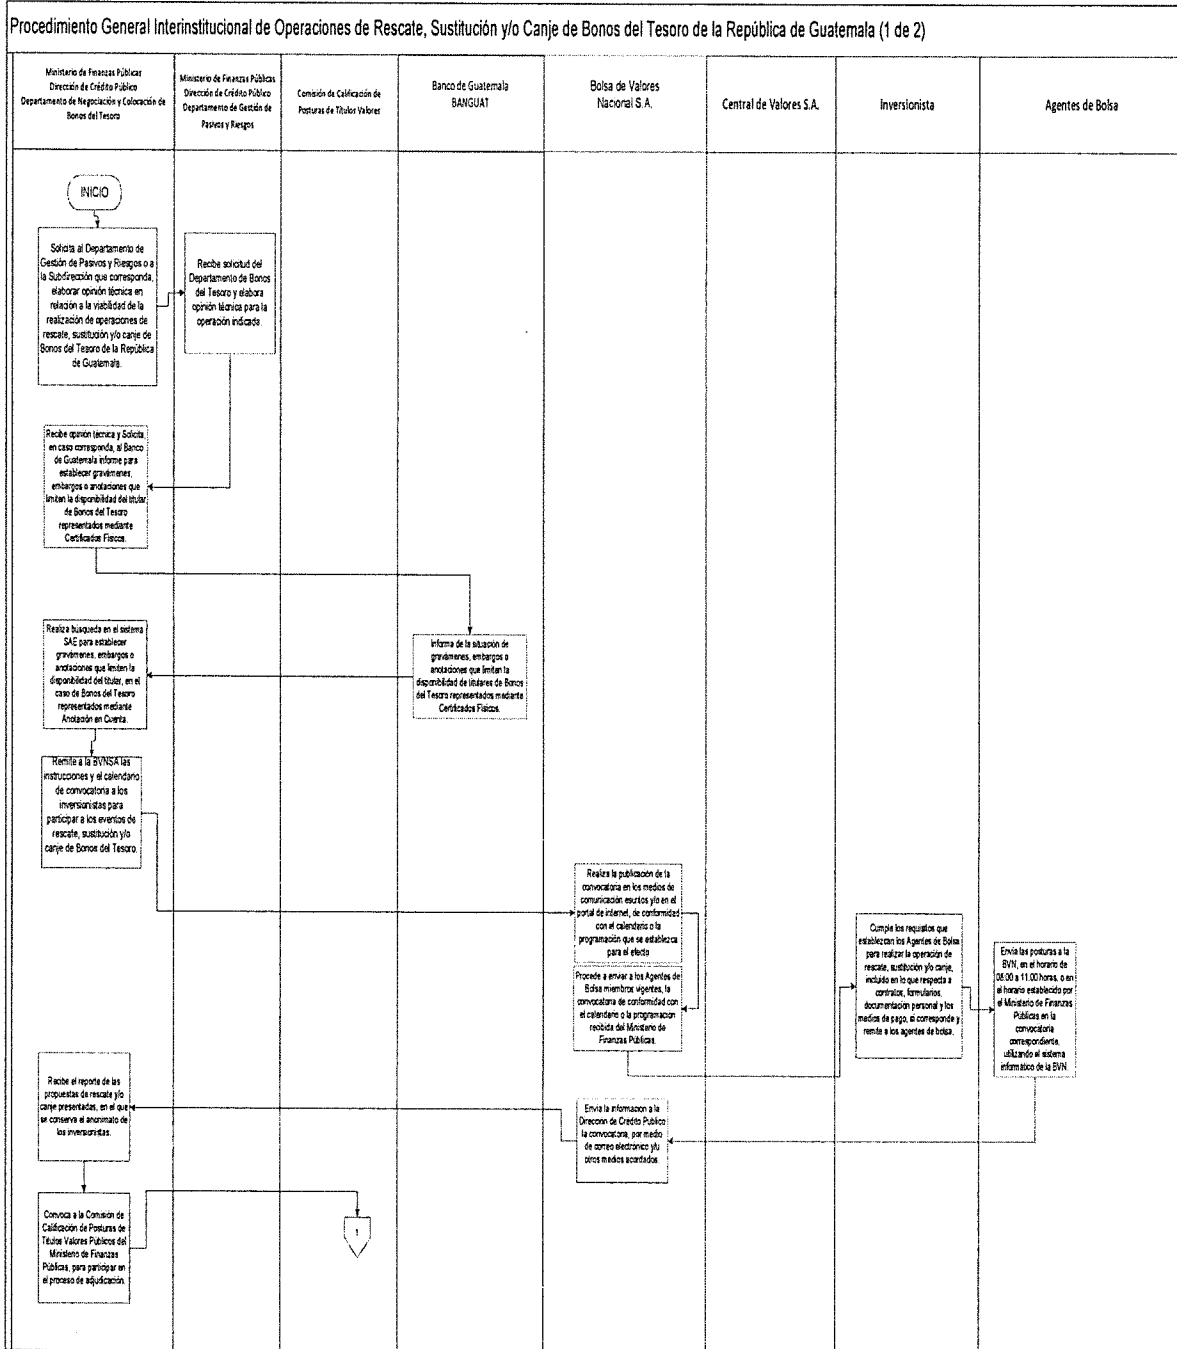 Procedimiento General Interinstitucional de Operaciones de Rescate, Sustitución y/o Canje de Bonos del Tesoro de la República de Guatemala (1 de 2)
Ministerio de Finanzas Públicas
Dirección de Crédito Público
Departamento de Negociación y Colocación de
Bonos del Tesoro
Ministerio de Finanzas Públicas
Dirección de Crédito Público
Departamento de Gestión de
Pasivos y Riesgos
Comisión de Calificación de
Posturas de Títulos Valores
Banco de Guatemala
BANGUAT
Bolsa de Valores
Nacional S.A.
Central de Valores S.A.
Inversionista
Agentes de Bolsa
INICIO
Solicita al Departamento de
Gestión de Pasivos y Riesgos o a
la Subdirección que corresponda,
elaborar opinión técnica en
relación a la viabilidad de la
realización de operaciones de
rescate, sustitución y/o canje de
Bonos del Tesoro de la República
de Guatemala.
Recibe solicitud del
Departamento de Bonos
del Tesoro y elabora
opinión técnica para la
operación indicada.
Recibe opinión técnica y Solicita,
en caso corresponda, al Banco
de Guatemala informe para
establecer gravámenes,
embargos o anotaciones que
limiten la disponibilidad del titular
de Bonos del Tesoro
representados mediante
Certificados Físicos.
Realiza búsqueda en el sistema
SAE para establecer
gravámenes, embargos o
anotaciones que limiten la
disponibilidad del titular, en el
caso de Bonos del Tesoro
representados mediante
Anotación en Cuenta.
Informa de la situación de
gravámenes, embargos o
anotaciones que limiten la
disponibilidad de titulares de Bonos
del Tesoro representados mediante
Certificados Físicos.
Remite a la BVNSA las
instrucciones y el calendario
de convocatoria a los
inversionistas para
participar a los eventos de
rescate, sustitución y/o
canje de Bonos del Tesoro.
Realiza la publicación de la
convocatoria en los medios de
comunicación escritos y/o en el
portal de internet, de conformidad
con el calendario o la
programación que se establezca
para el efecto
Procede a enviar a los Agentes de
Bolsa miembros vigentes, la
convocatoria de conformidad con
el calendario o la programación
recibida del Ministerio de
Finanzas Públicas.
Cumple los requisitos que
establezcan los Agentes de Bolsa
para realizar la operación de
rescate, sustitución y/o canje,
incluido en lo que respecta a
contratos, formularios,
documentación personal y los
medios de pago, si corresponde y
remite a los agentes de bolsa.
Envía las posturas a la
BVN, en el horario de
08:00 a 11:00 horas, o en
el horario establecido por
el Ministerio de Finanzas
Públicas en la
convocatoria
correspondiente,
utilizando el sistema
informático de la BVN.
Recibe el reporte de las
propuestas de rescate y/o
canje presentadas, en el que
se conserva el anonimato de
los inversionistas.
Envía la información a la
Dirección de Crédito Público
la convocatoria, por medio
de correo electrónico y/u
otros medios acordados.
Convoca a la Comisión de
Calificación de Posturas de
Títulos Valores Públicos del
Ministerio de Finanzas
Públicas, para participar en
el proceso de adjudicación.
1